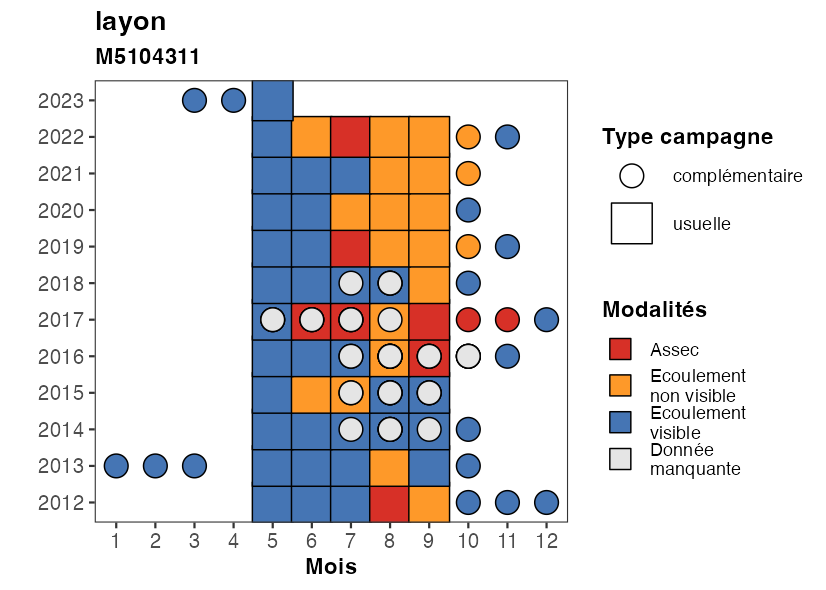 layon
M5104311
2023
2022
2021
2020
2019
2018
2017
2016
2015
2014
2013
2012
1 2 3 4 5 6 7 8 9 10 11 12
Mois
Type campagne
complémentaire
usuelle
Modalités
Assec
Ecoulement
non visible
Ecoulement
visible
Donnée
manquante